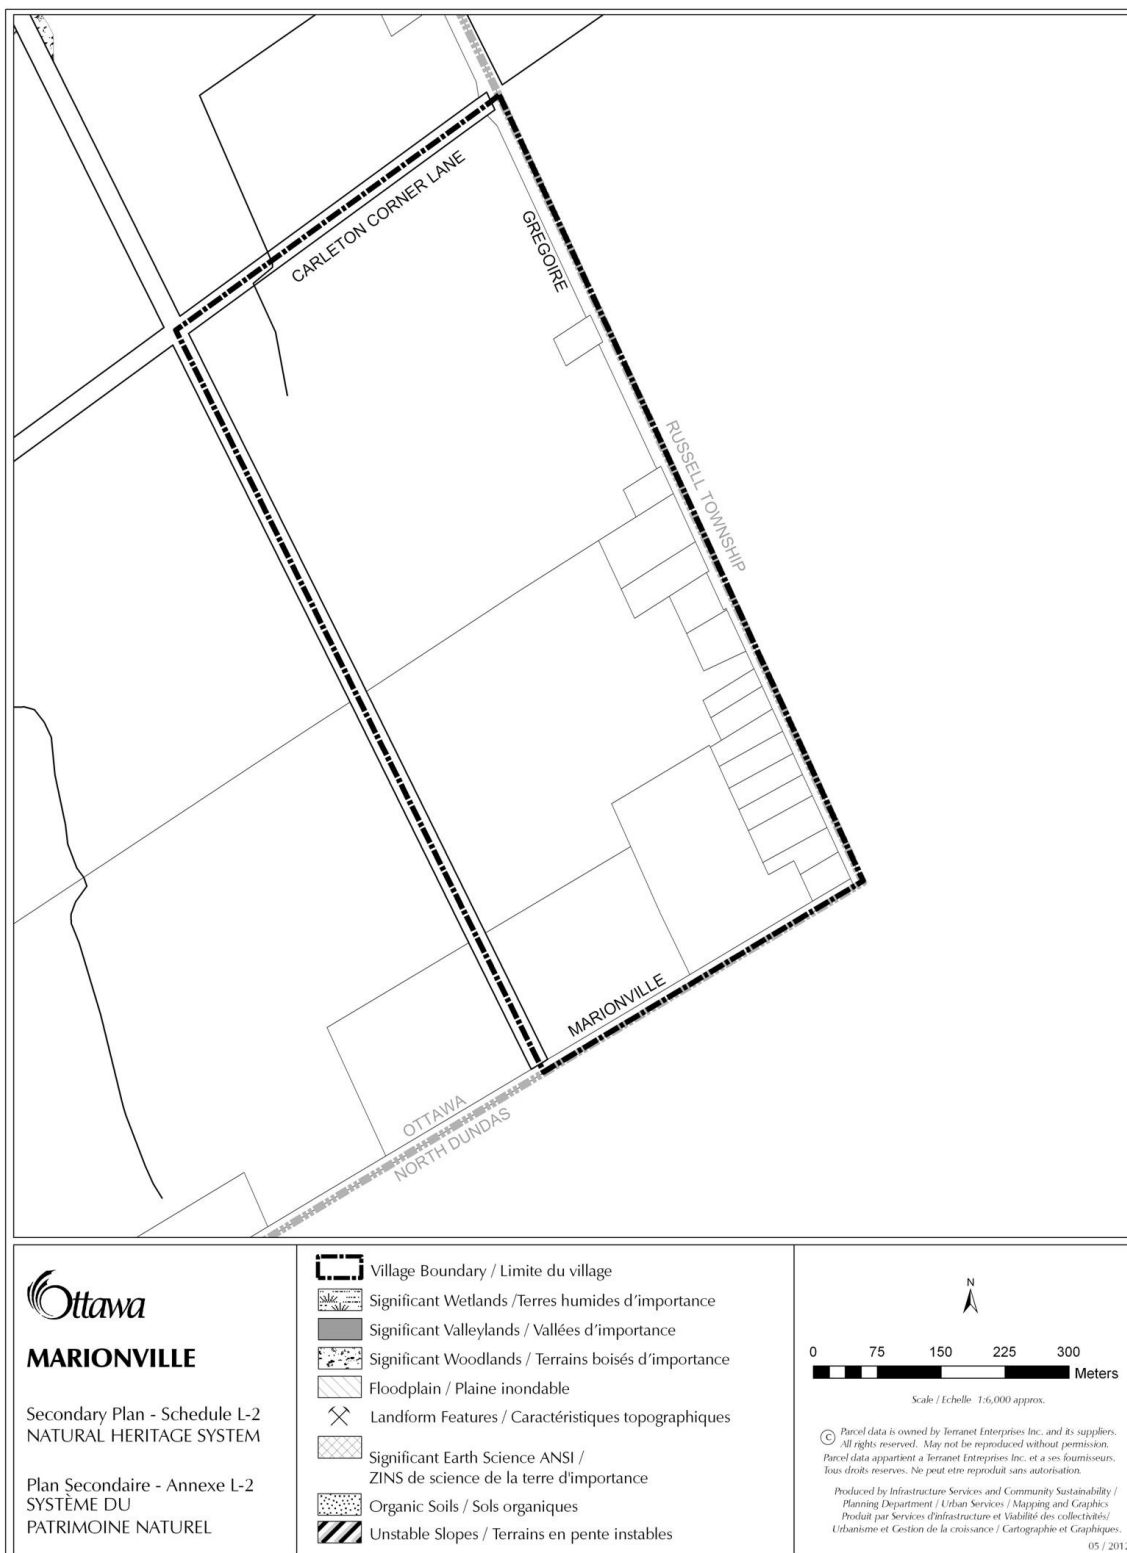 CARLETON CORNER LANE
GREGOIRE
RUSSELL TOWNSHIP
MARIONVILLE
OTTAWA
NORTH DUNDAS
Ottawa
MARIONVILLE
Secondary Plan - Schedule L-2
NATURAL HERITAGE SYSTEM
Plan Secondaire - Annexe L-2
SYSTÈME DU
PATRIMOINE NATUREL
Village Boundary / Limite du village
Significant Wetlands /Terres humides d'importance
Significant Valleylands / Vallées d'importance
Significant Woodlands / Terrains boisés d'importance
Floodplain / Plaine inondable
Landform Features / Caractéristiques topographiques
Significant Earth Science ANSI /
ZINS de science de la terre d'importance
Organic Soils / Sols organiques
Unstable Slopes / Terrains en pente instables
N
0 75 150 225 300
Meters
Scale / Echelle 1:6,000 approx.
© Parcel data is owned by Terranet Enterprises Inc. and its suppliers.
All rights reserved. May not be reproduced without permission.
Parcel data appartient a Terranet Entreprises Inc. et a ses fournisseurs.
Tous droits reserves. Ne peut etre reproduit sans autorisation.
Produced by Infrastructure Services and Community Sustainability /
Planning Department / Urban Services / Mapping and Graphics
Produit par Services d'infrastructure et Viabilité des collectivités/
Urbanisme et Gestion de la croissance / Cartographie et Graphiques.
05 / 2012